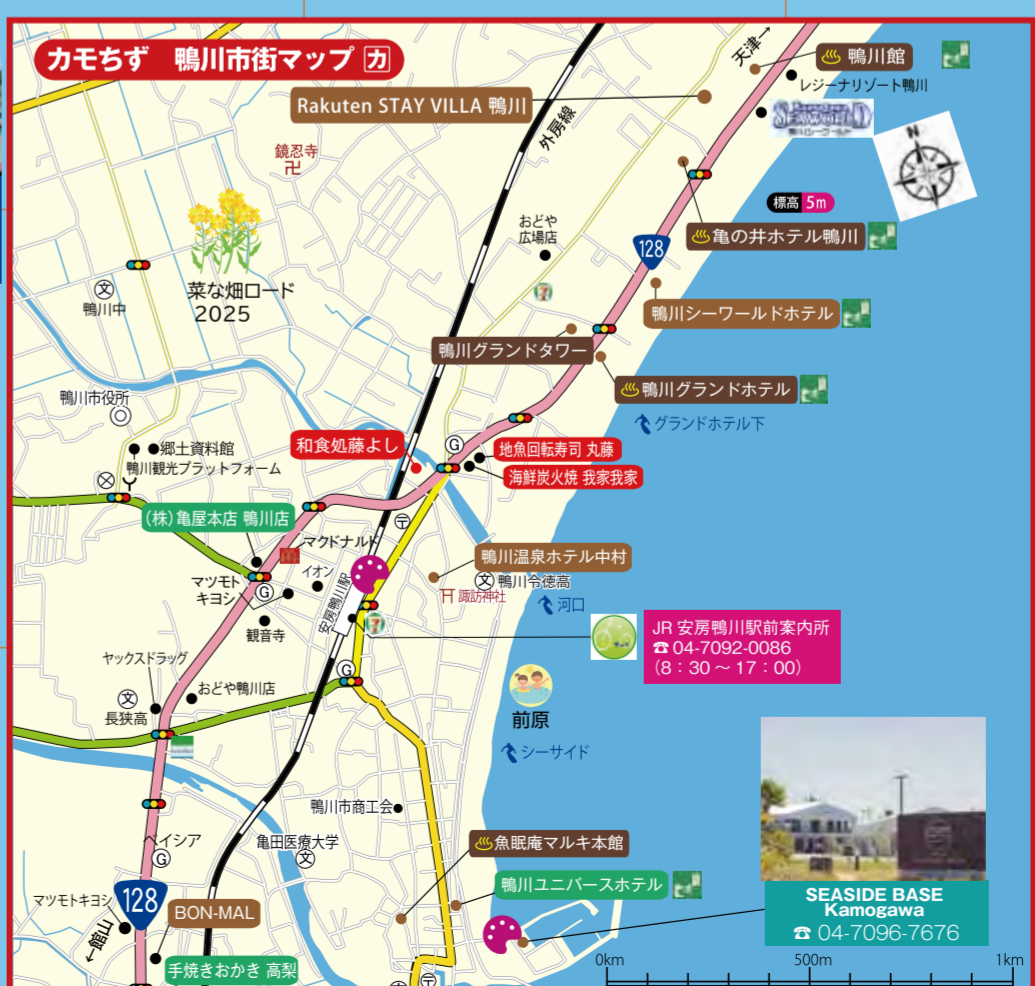 カモちず 鴨川市街マップ カ
天津→
鴨川館
レジーナリゾート鴨川
Rakuten STAY VILLA 鴨川
外房線
SEAWORLD
鴨川シーワールド
N
鏡忍寺
卍
標高 5m
おどや
広場店
亀の井ホテル鴨川
128
文
鴨川中
菜な畑ロード
2025
7
鴨川シーワールドホテル
鴨川グランドタワー
鴨川グランドホテル
鴨川市役所
グランドホテル下
和食処藤よし
G
地魚回転寿司 丸藤
郷土資料館
鴨川観光プラットフォーム
海鮮炭火焼 我家我家
(株)亀屋本店 鴨川店
〒
マクドナルド
鴨川温泉ホテル中村
マツモト
キヨシ
イオン
G
文
鴨川令徳高
諏訪神社
安房鴨川駅
河口
観音寺
7
JR 安房鴨川駅前案内所
☎ 04-7092-0086
(8:30 ~ 17:00)
ヤックスドラッグ
G
おどや鴨川店
文
長狭高
前原
シーサイド
鴨川市商工会
ベイシア
G
亀田医療大学
文
魚眠庵マルキ本館
鴨川ユニバースホテル
SEASIDE BASE
Kamogawa
☎ 04-7096-7676
マツモトキヨシ
128
BON-MAL
館山→
手焼きおかき 高梨
〒
0km 500m 1km